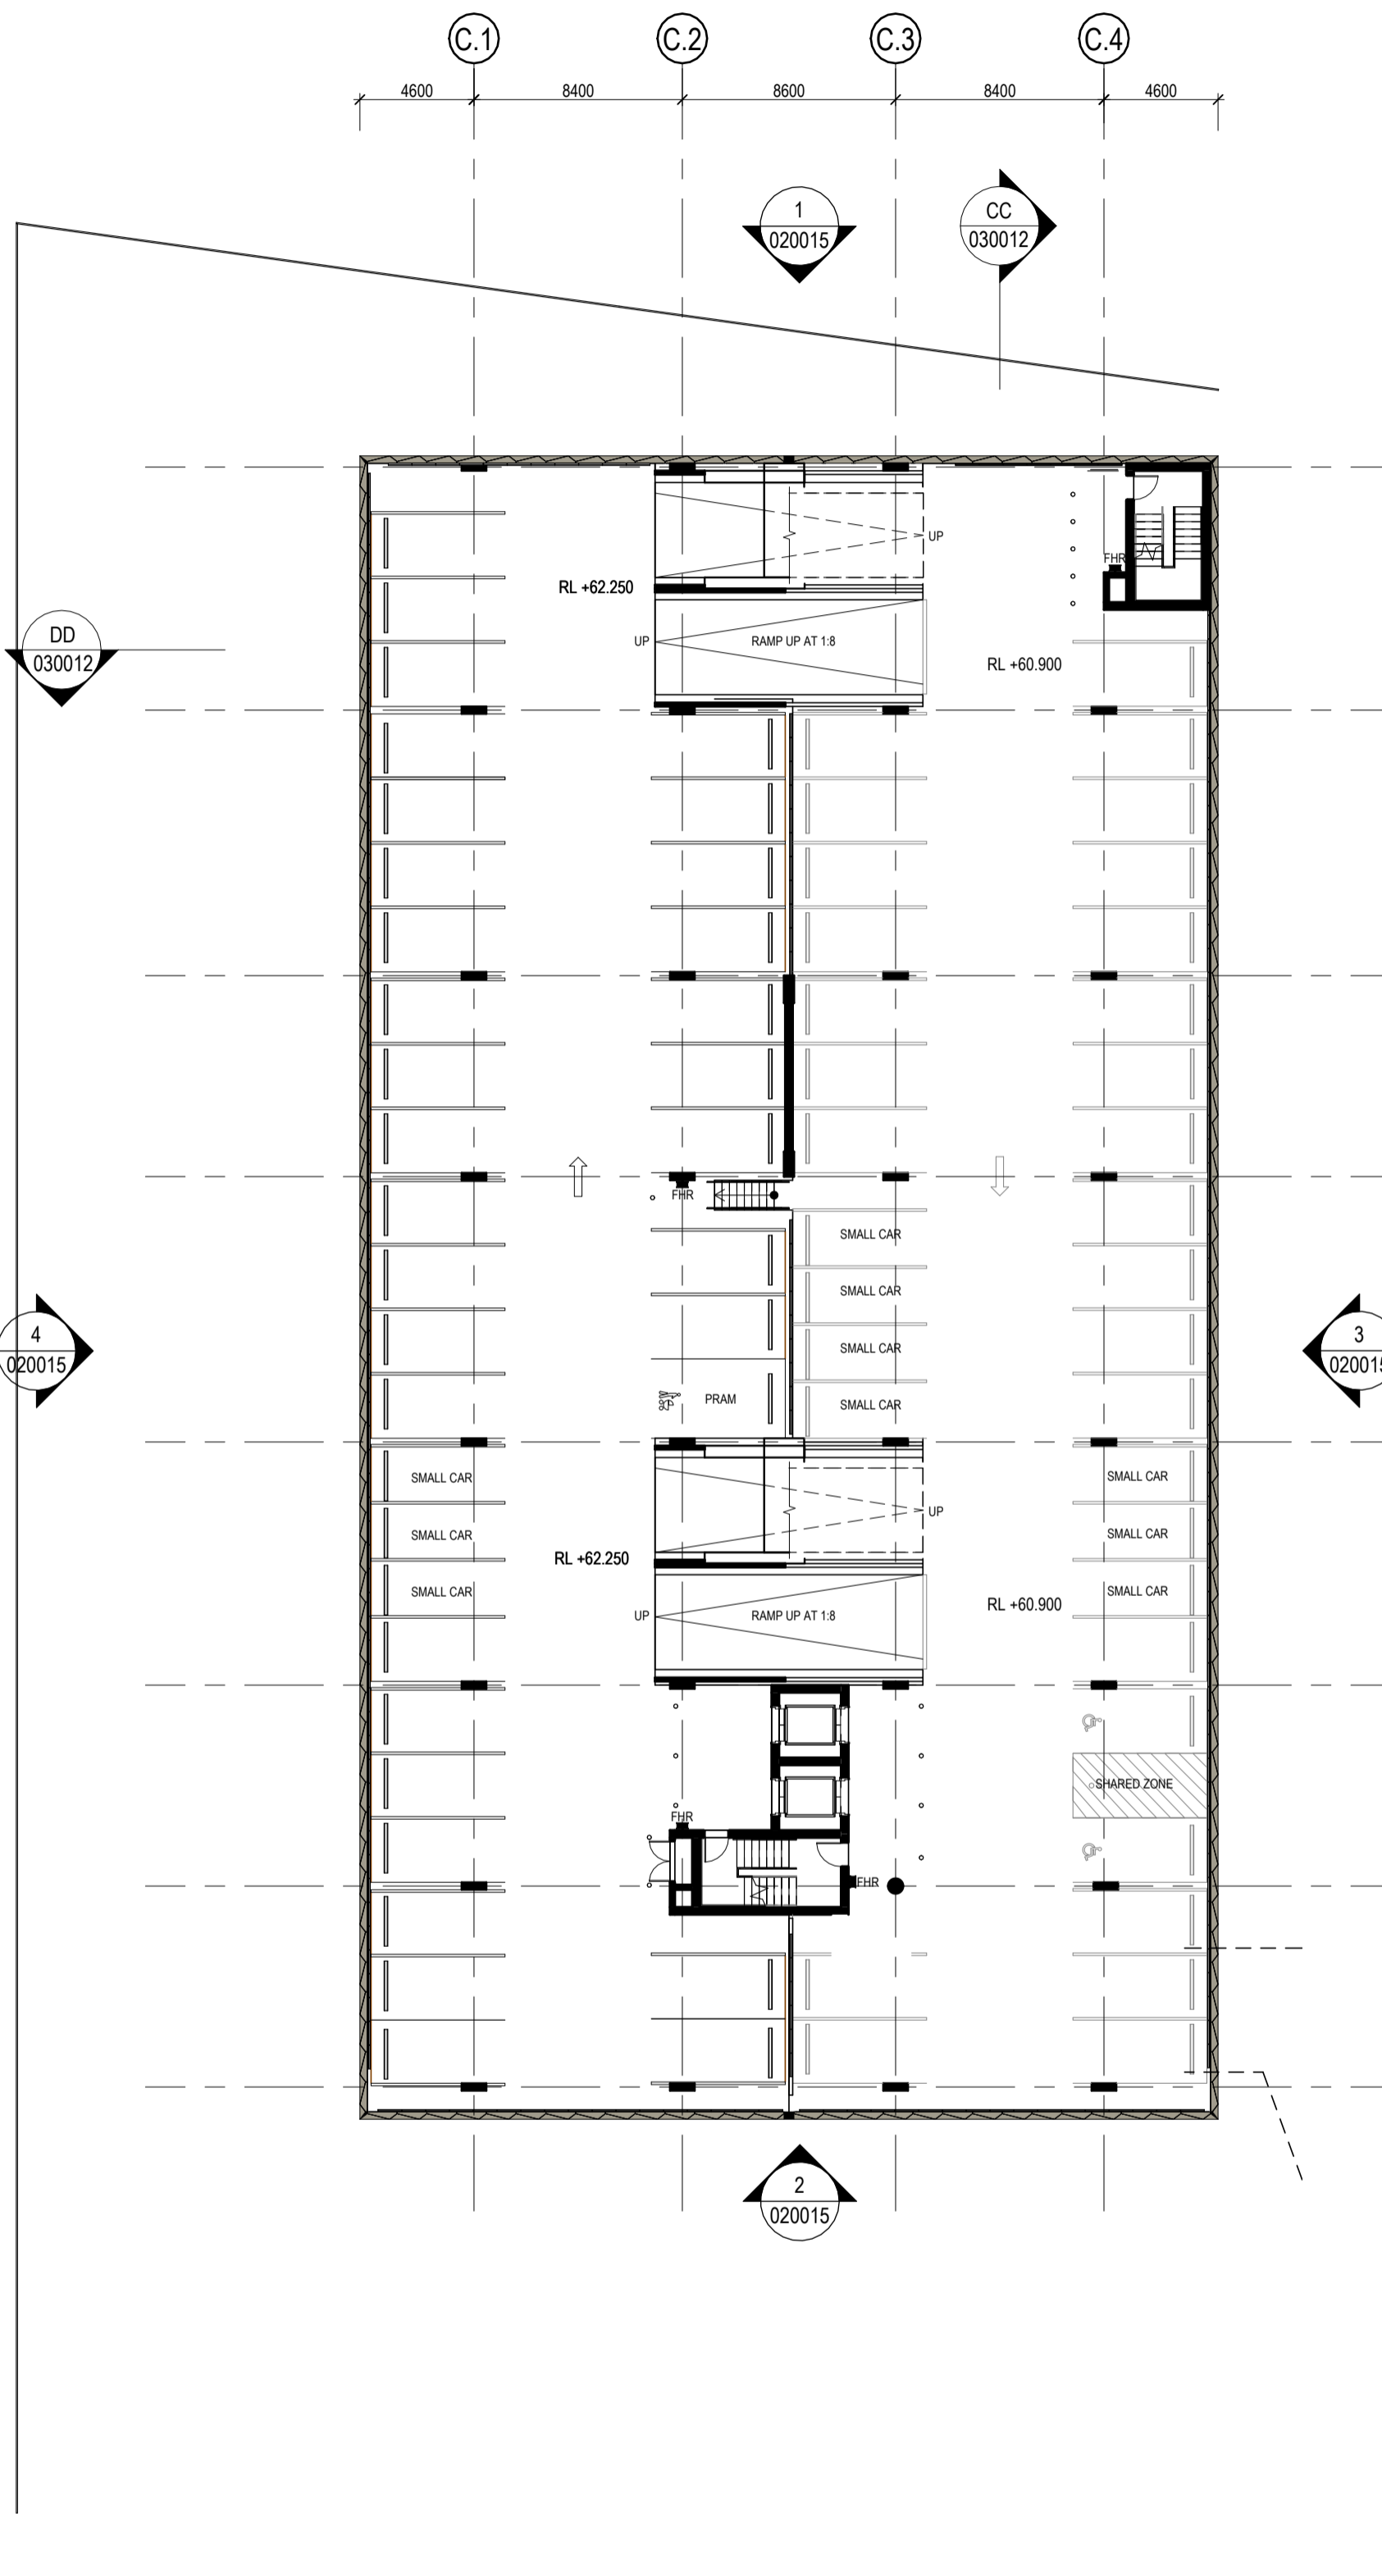 C.1
C.2
C.3
C.4
4600
8400
8600
8400
4600
1
020015
CC
030012
UP
FHR
RL +62.250
DD
030012
UP
RAMP UP AT 1:8
RL +60.900
FHR
SMALL CAR
SMALL CAR
4
020015
3
020015
SMALL CAR
PRAM
SMALL CAR
SMALL CAR
SMALL CAR
UP
SMALL CAR
SMALL CAR
RL +62.250
SMALL CAR
SMALL CAR
RL +60.900
UP
RAMP UP AT 1:8
SHARED ZONE
FHR
FHR
2
020015